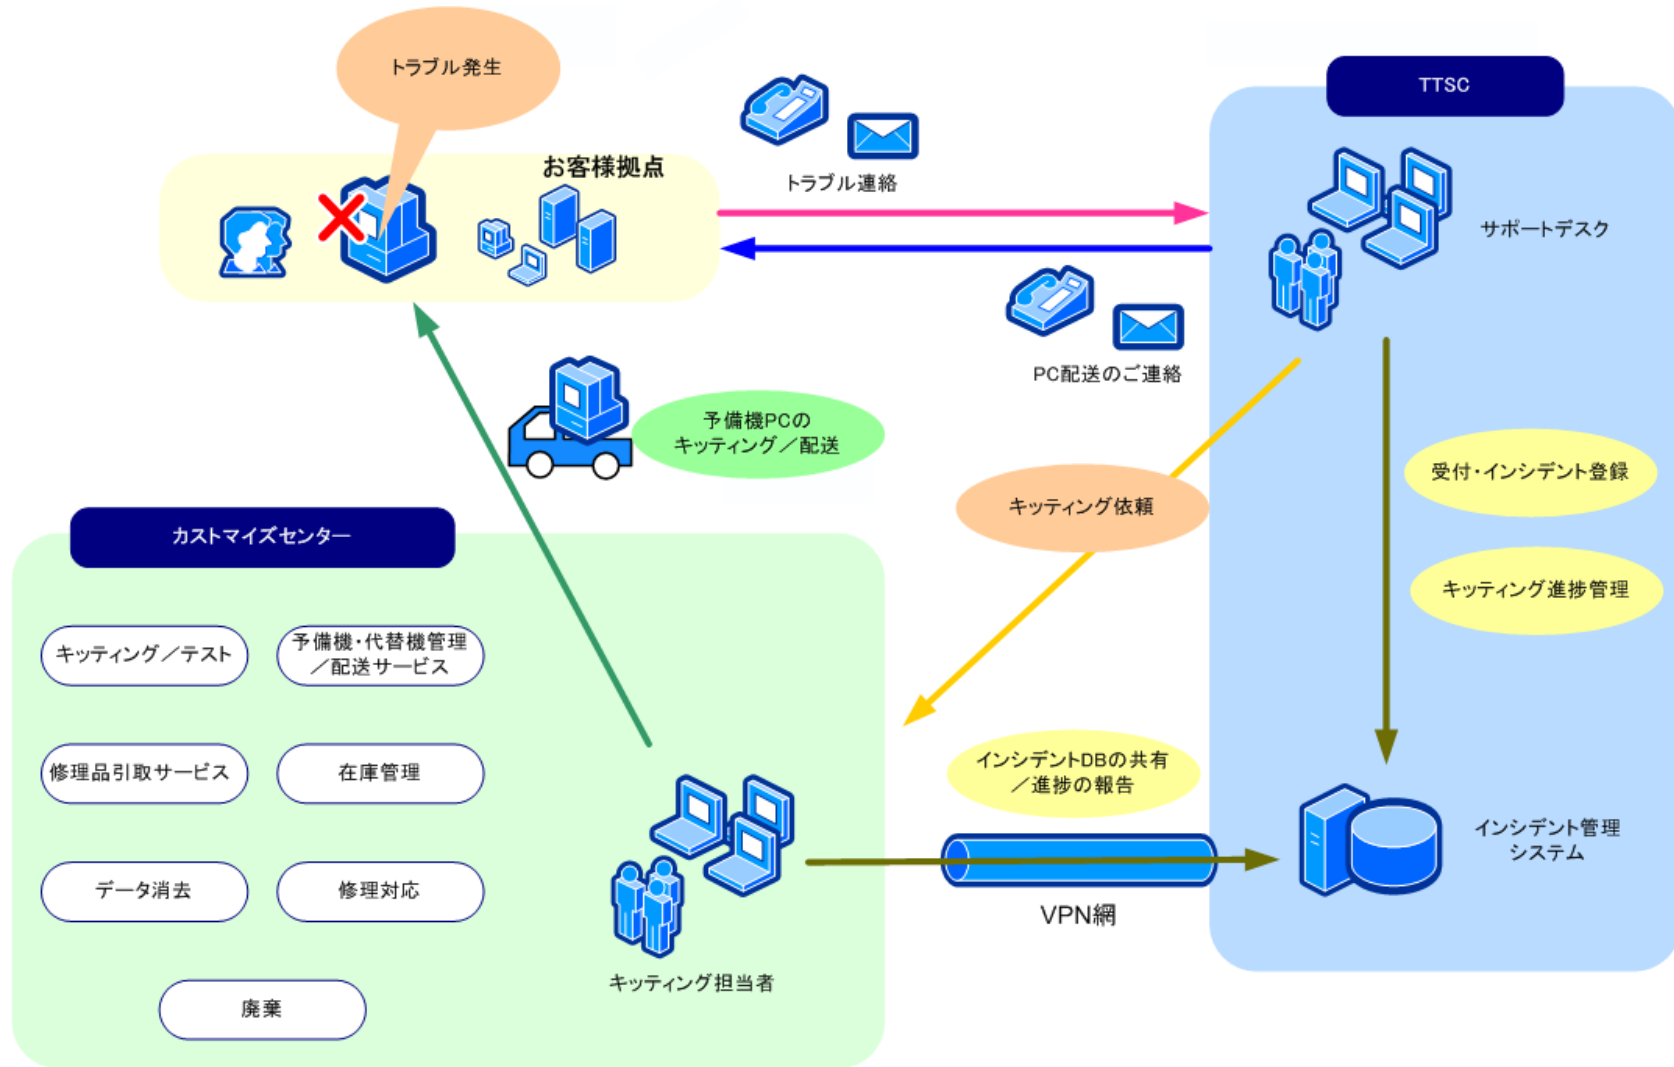 トラブル発生
TTSC
お客様拠点
トラブル連絡
サポートデスク
PC配送のご連絡
予備機PCの
キッティング／配送
受付・インシデント登録
キッティング依頼
カストマイズセンター
キッティング進捗管理
キッティング／テスト
予備機・代替機管理
／配送サービス
修理品引取サービス
在庫管理
インシデントDBの共有
／進捗の報告
インシデント管理
システム
データ消去
修理対応
VPN網
キッティング担当者
廃棄